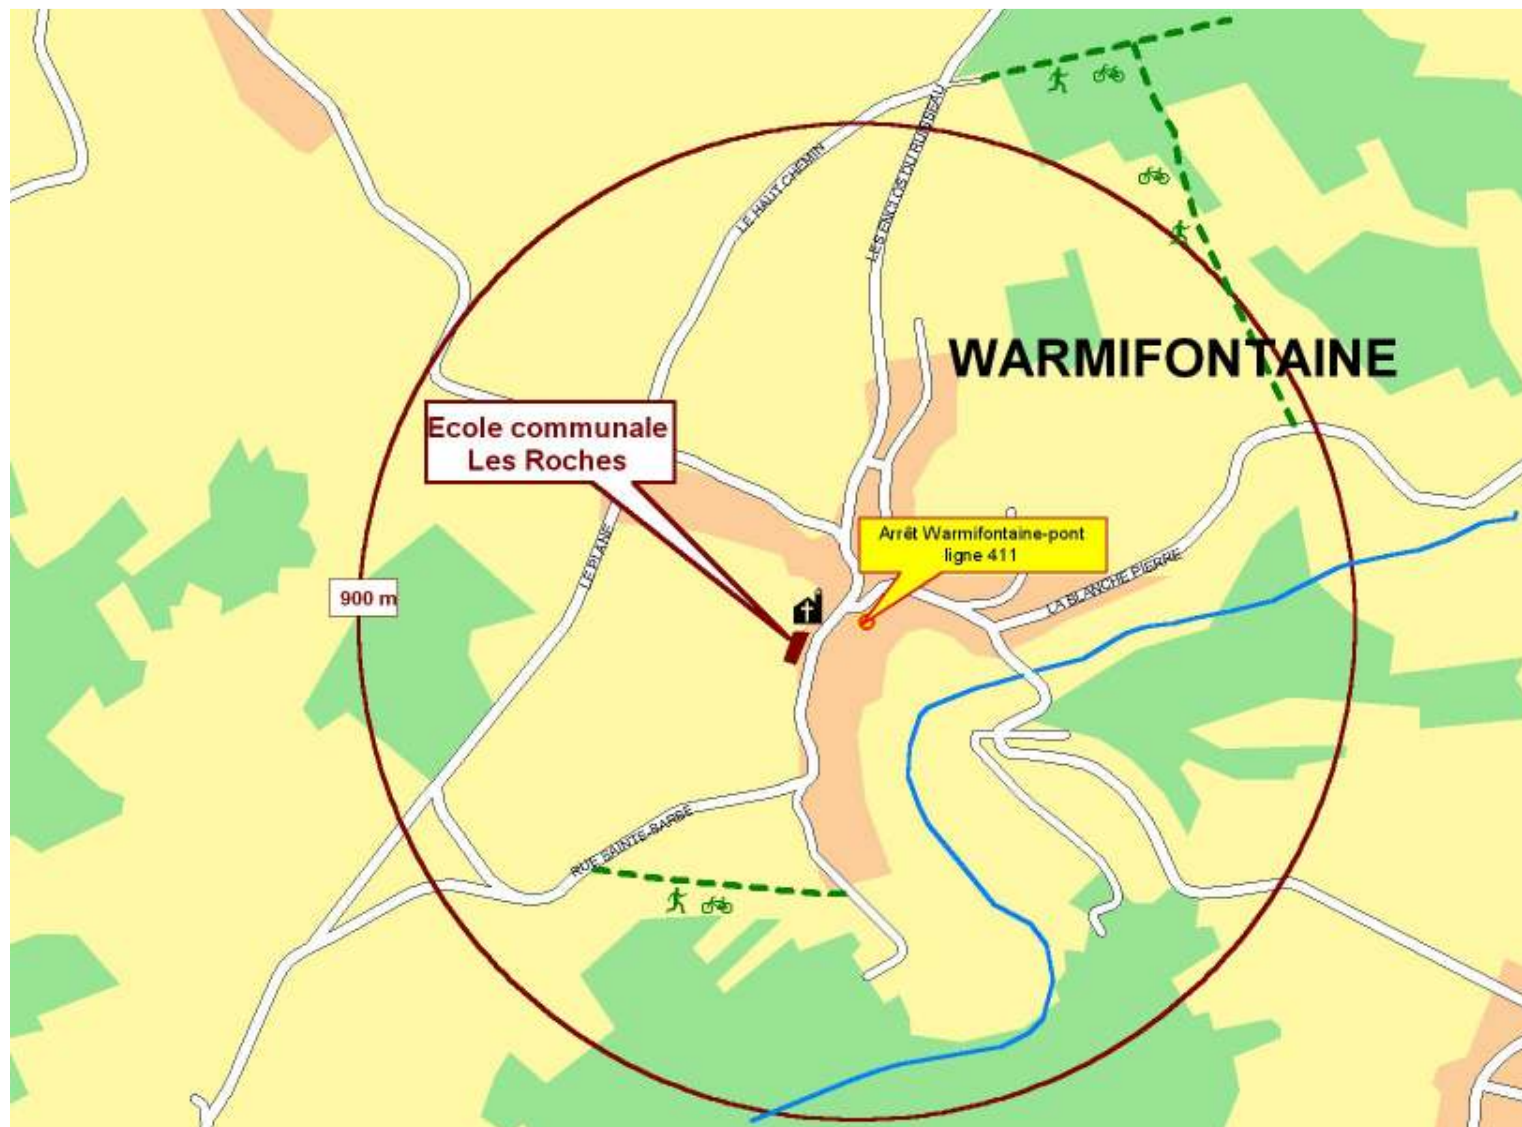 LE HAUT CHEMIN
LES ENCLOS DU RUISSEAU
WARMIFONTAINE
Ecole communale
Les Roches
Arrêt Warmifontaine-pont
ligne 411
LE BLANE
LA BLANCHE PIERRE
900 m
RUE SAINTE-BARBE